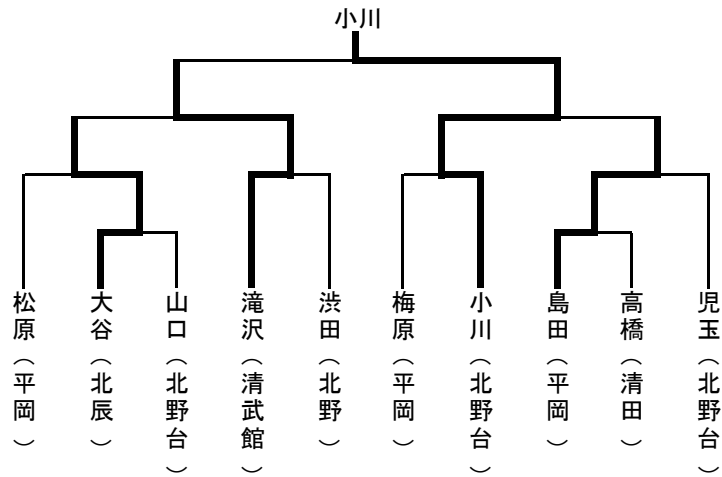 小川
松原（平岡）
大谷（北辰）
山口（北野台）
滝沢（清武館）
渋田（北野）
梅原（平岡）
小川（北野台）
島田（平岡）
高橋（清田）
児玉（北野台）